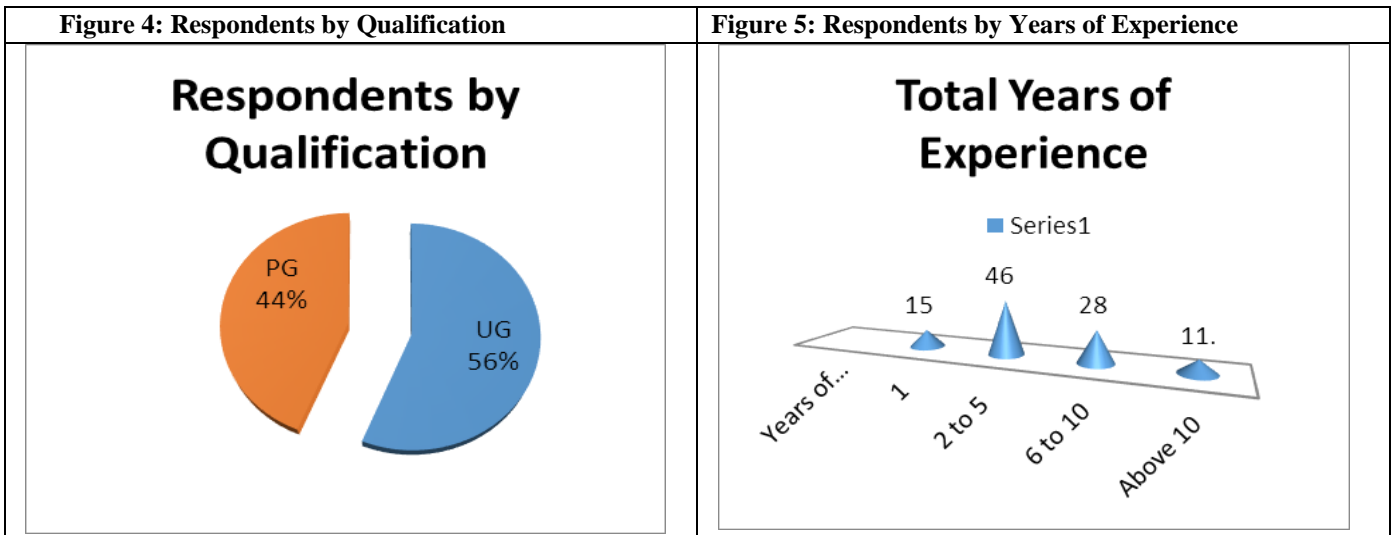 Figure 4: Respondents by Qualification
Respondents by
Qualification
PG
44%
UG
56%
Figure 5: Respondents by Years of Experience
Total Years of
Experience
Series1
15
46
28
11.
Years of...
1
2 to 5
6 to 10
Above 10